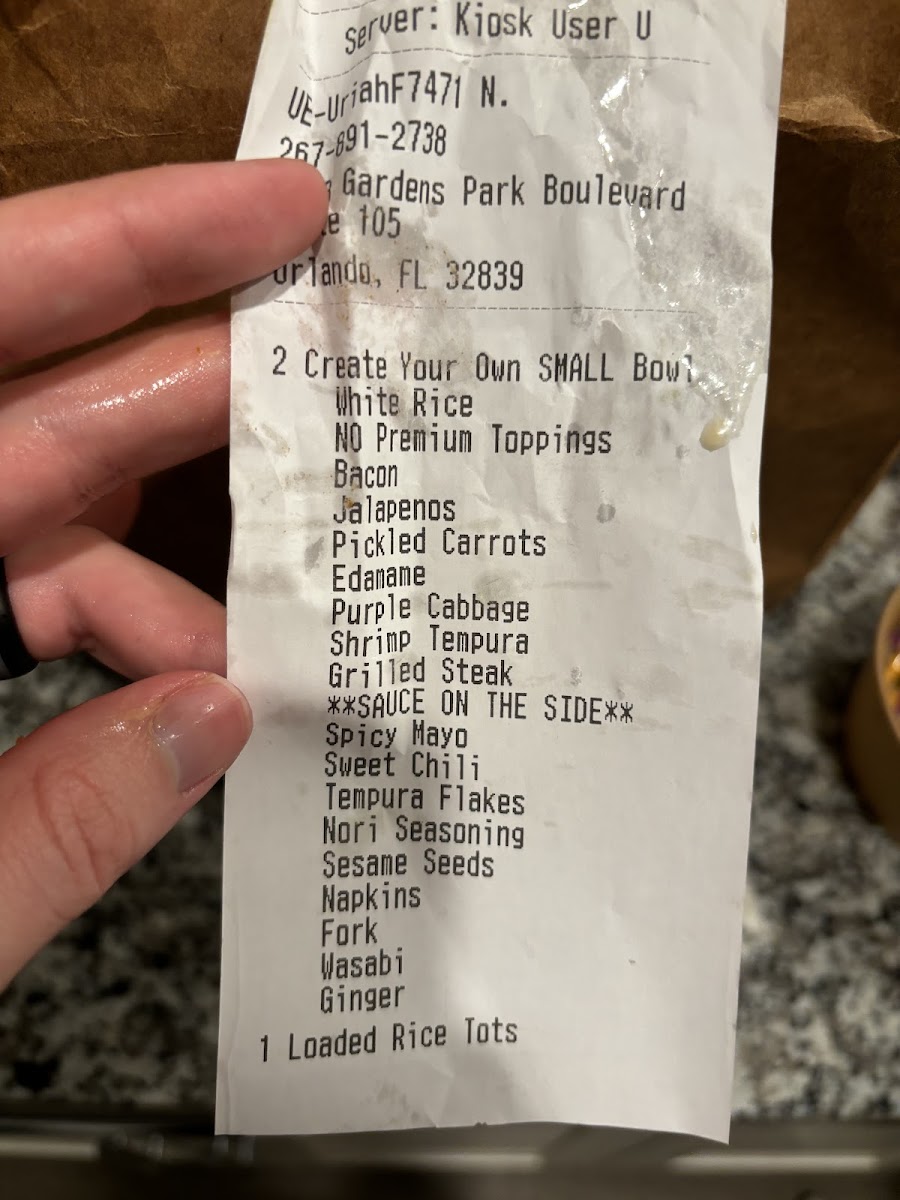 Server: Kiosk User U
UE-UriahF7471 N.
267-891-2738
Gardens Park Boulevard
105
Orlando, FL 32839
2 Create Your Own SMALL Bowl
White Rice
NO Premium Toppings
Bacon
Jalapenos
Pickled Carrots
Edamame
Purple Cabbage
Shrimp Tempura
Grilled Steak
**SAUCE ON THE SIDE**
Spicy Mayo
Sweet Chili
Tempura Flakes
Nori Seasoning
Sesame Seeds
Napkins
Fork
Wasabi
Ginger
1 Loaded Rice Tots